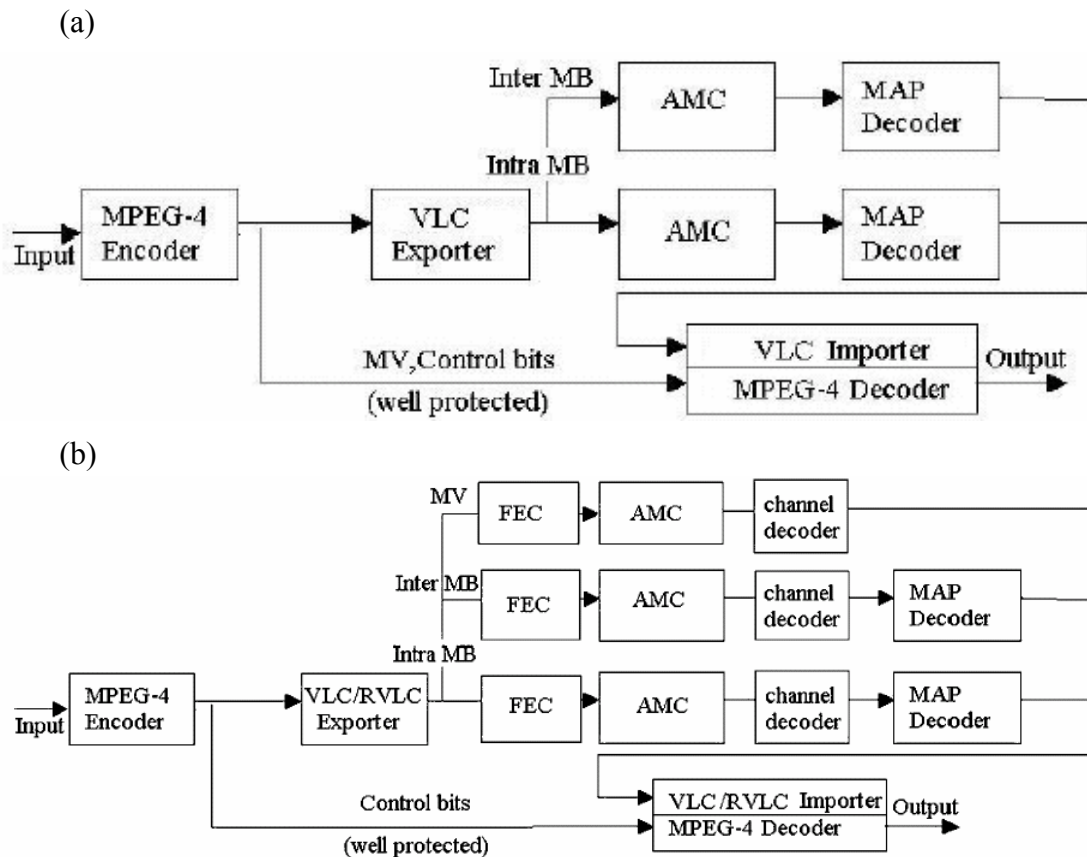 (a)
Inter MB
AMC
MAP
Decoder
Intra MB
Input
MPEG-4
Encoder
VLC
Exporter
AMC
MAP
Decoder
MV,Control bits
(well protected)
VLC Importer
MPEG-4 Decoder
Output
(b)
MV
FEC
AMC
channel
decoder
Inter MB
FEC
AMC
channel
decoder
MAP
Decoder
Intra MB
Input
MPEG-4
Encoder
VLC/RVLC
Exporter
FEC
AMC
channel
decoder
MAP
Decoder
Control bits
(well protected)
VLC/RVLC Importer
MPEG-4 Decoder
Output